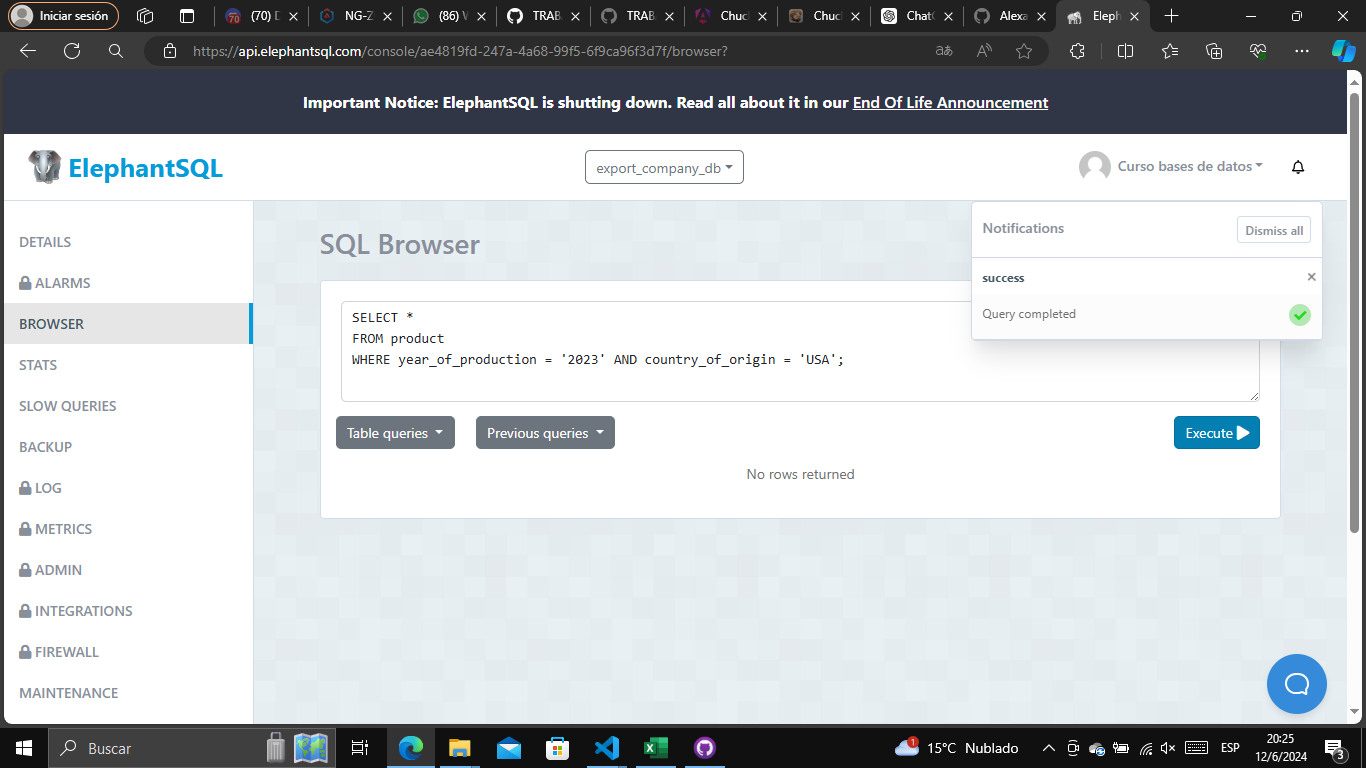 Iniciar sesión
(70) D
NG-Z
(86) V
TRAB
TRAB
Chuc
Chuc
ChatG
Alexa
Eleph
https://api.elephantsql.com/console/ae4819fd-247a-4a68-99f5-6f9ca96f3d7f/browser?
Important Notice: ElephantSQL is shutting down. Read all about it in our End Of Life Announcement
ElephantSQL
export_company_db
Curso bases de datos
DETAILS
ALARMS
BROWSER
STATS
SLOW QUERIES
BACKUP
LOG
METRICS
ADMIN
INTEGRATIONS
FIREWALL
MAINTENANCE
SQL Browser
Notifications
Dismiss all
success
Query completed
SELECT *
FROM product
WHERE year_of_production = '2023' AND country_of_origin = 'USA';
Table queries
Previous queries
Execute
No rows returned
Buscar
15°C Nublado
ESP
20:25
12/6/2024
3